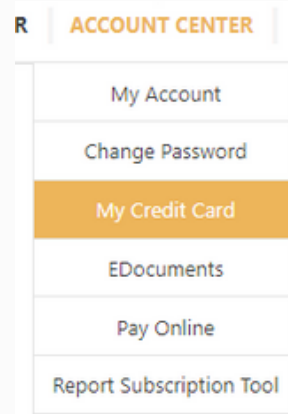 R ACCOUNT CENTER
My Account
Change Password
My Credit Card
EDocuments
Pay Online
Report Subscription Tool